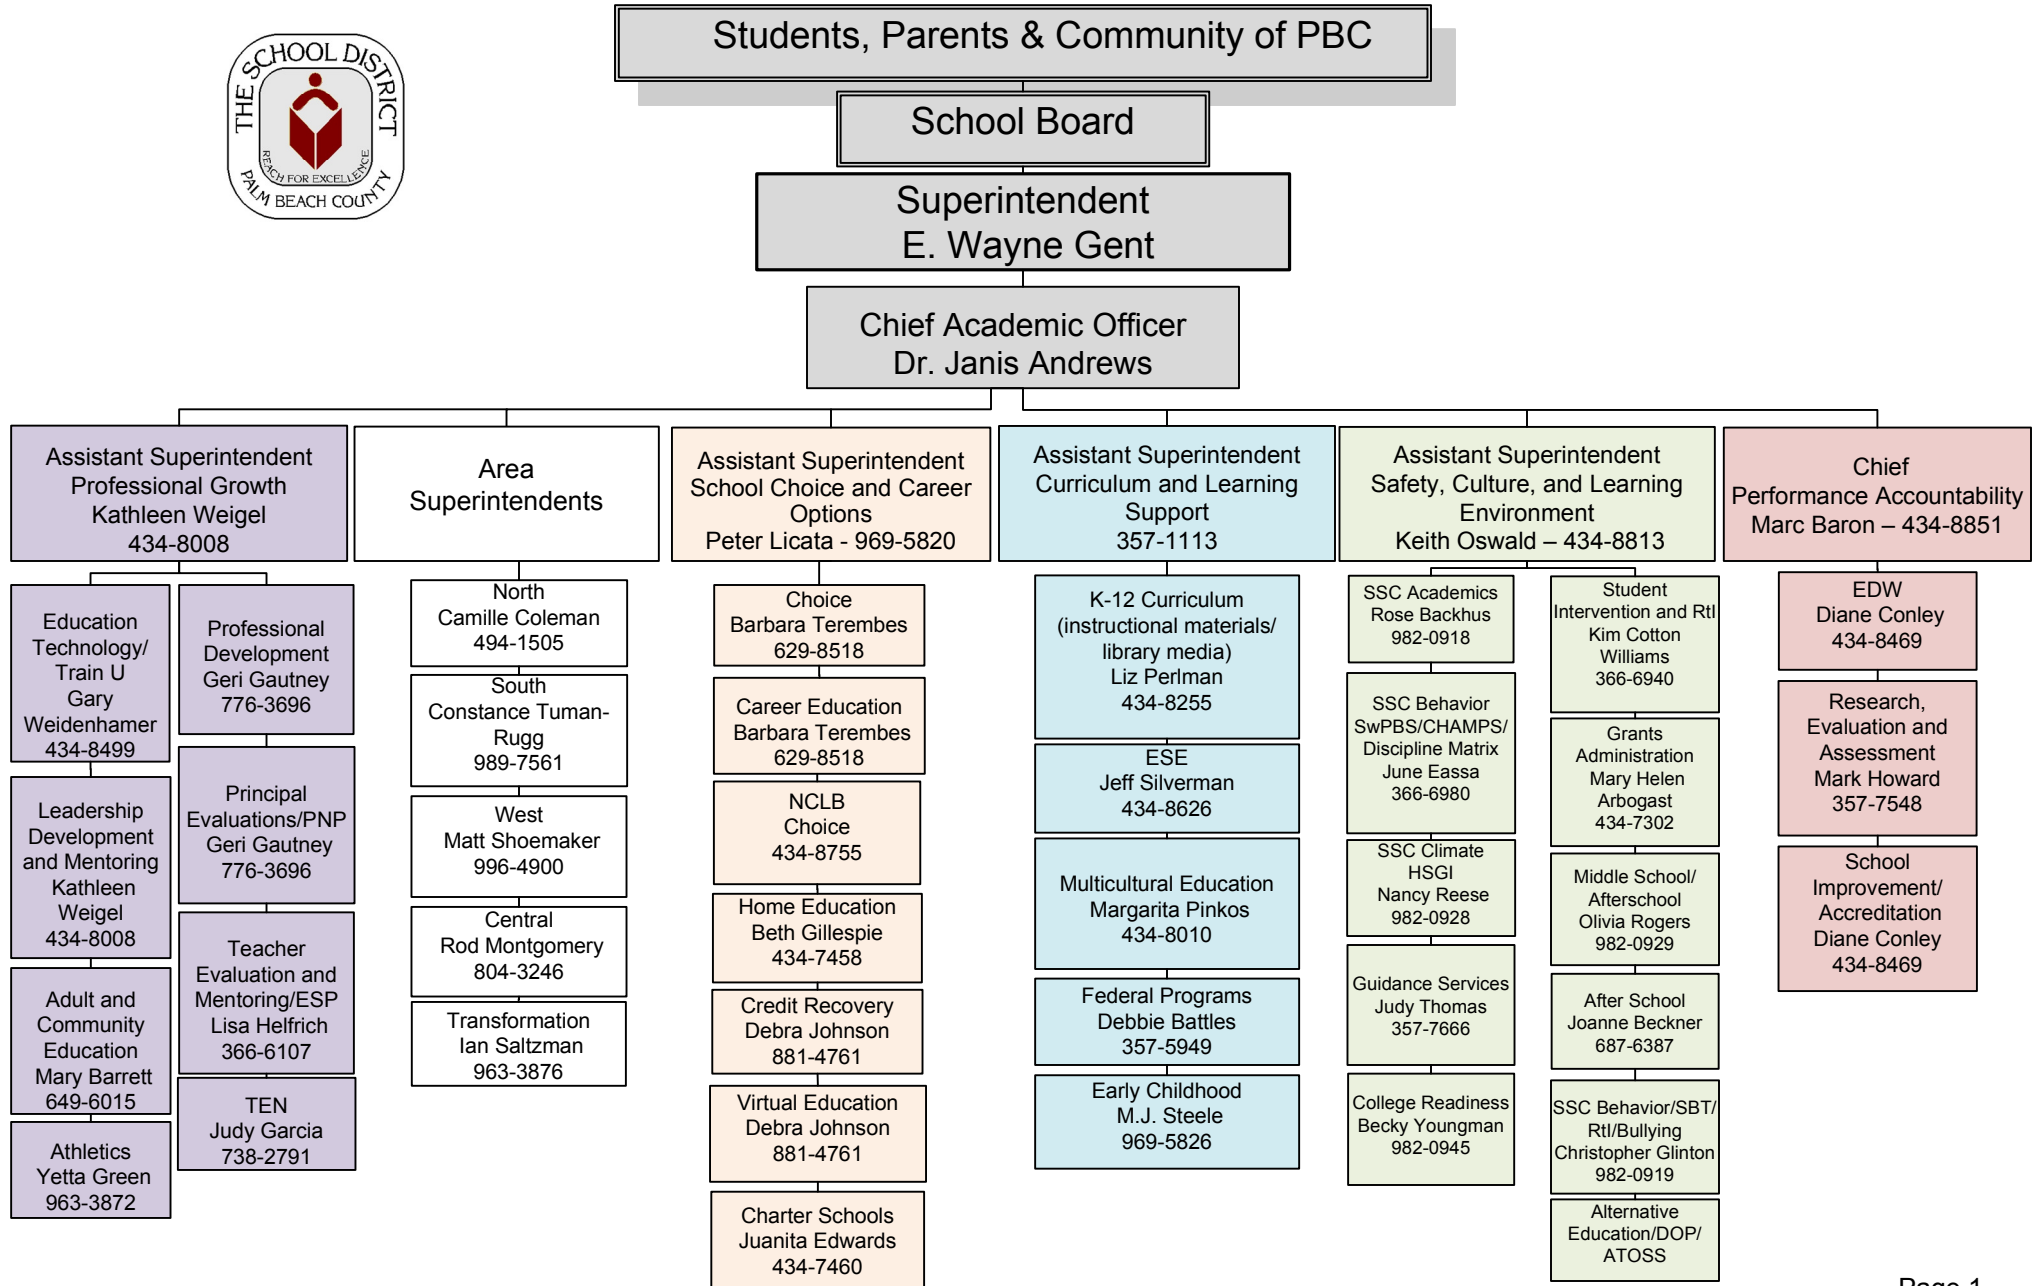 THE SCHOOL DISTRICT
REACH FOR EXCELLENCE
PALM BEACH COUNTY
Students, Parents & Community of PBC
School Board
Superintendent
E. Wayne Gent
Chief Academic Officer
Dr. Janis Andrews
Assistant Superintendent
Professional Growth
Kathleen Weigel
434-8008
Education
Technology/
Train U
Gary
Weidenhamer
434-8499
Leadership
Development
and Mentoring
Kathleen
Weigel
434-8008
Adult and
Community
Education
Mary Barrett
649-6015
Athletics
Yetta Green
963-3872
Professional
Development
Geri Gautney
776-3696
Principal
Evaluations/PNP
Geri Gautney
776-3696
Teacher
Evaluation and
Mentoring/ESP
Lisa Helfrich
366-6107
TEN
Judy Garcia
738-2791
Area
Superintendents
North
Camille Coleman
494-1505
South
Constance Tuman-
Rugg
989-7561
West
Matt Shoemaker
996-4900
Central
Rod Montgomery
804-3246
Transformation
Ian Saltzman
963-3876
Assistant Superintendent
School Choice and Career
Options
Peter Licata - 969-5820
Choice
Barbara Terembes
629-8518
Career Education
Barbara Terembes
629-8518
NCLB
Choice
434-8755
Home Education
Beth Gillespie
434-7458
Credit Recovery
Debra Johnson
881-4761
Virtual Education
Debra Johnson
881-4761
Charter Schools
Juanita Edwards
434-7460
Assistant Superintendent
Curriculum and Learning
Support
357-1113
K-12 Curriculum
(instructional materials/
library media)
Liz Perlman
434-8255
ESE
Jeff Silverman
434-8626
Multicultural Education
Margarita Pinkos
434-8010
Federal Programs
Debbie Battles
357-5949
Early Childhood
M.J. Steele
969-5826
Assistant Superintendent
Safety, Culture, and Learning
Environment
Keith Oswald – 434-8813
SSC Academics
Rose Backhus
982-0918
SSC Behavior
SwPBS/CHAMPS/
Discipline Matrix
June Eassa
366-6980
SSC Climate
HSGI
Nancy Reese
982-0928
Guidance Services
Judy Thomas
357-7666
College Readiness
Becky Youngman
982-0945
Student
Intervention and RtI
Kim Cotton
Williams
366-6940
Grants
Administration
Mary Helen
Arbogast
434-7302
Middle School/
Afterschool
Olivia Rogers
982-0929
After School
Joanne Beckner
687-6387
SSC Behavior/SBT/
RtI/Bullying
Christopher Glinton
982-0919
Alternative
Education/DOP/
ATOSS
Chief
Performance Accountability
Marc Baron – 434-8851
EDW
Diane Conley
434-8469
Research,
Evaluation and
Assessment
Mark Howard
357-7548
School
Improvement/
Accreditation
Diane Conley
434-8469
Page 1